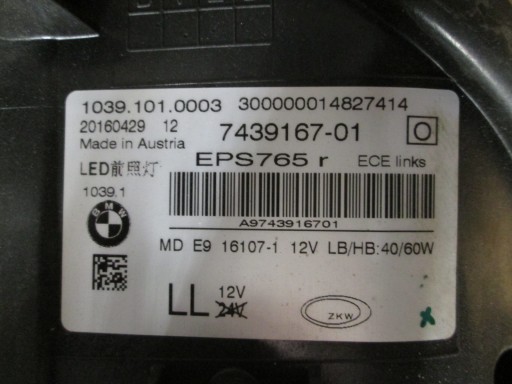 1039.101.0003 300000014827414
20160429 12 7439167-01 O
Made in Austria
EPS765 r ECE links
LED前照灯
1039.1
BMW
A9743916701
MD E9 16107-1 12V LB/HB:40/60W
LL 12V
24V
ZKW